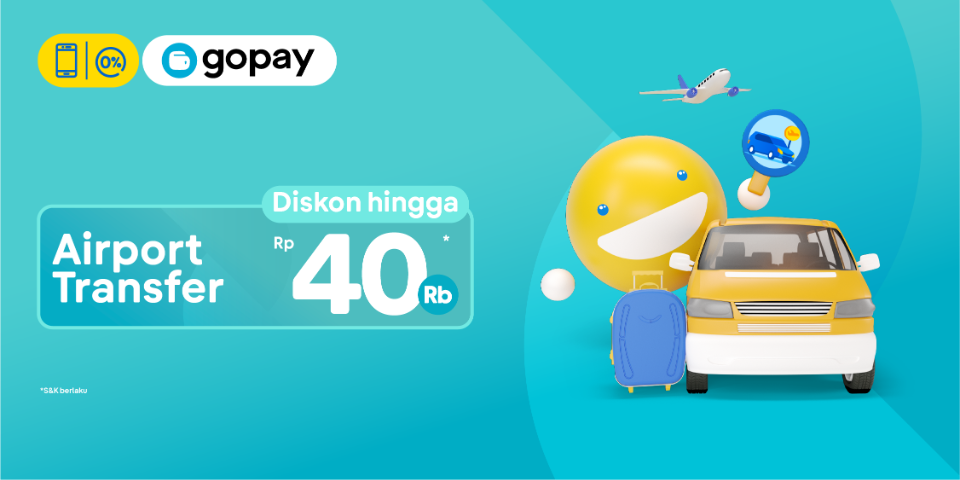 0%
gopay
Diskon hingga
Airport
Transfer
Rp 40 Rb*
*S&K berlaku